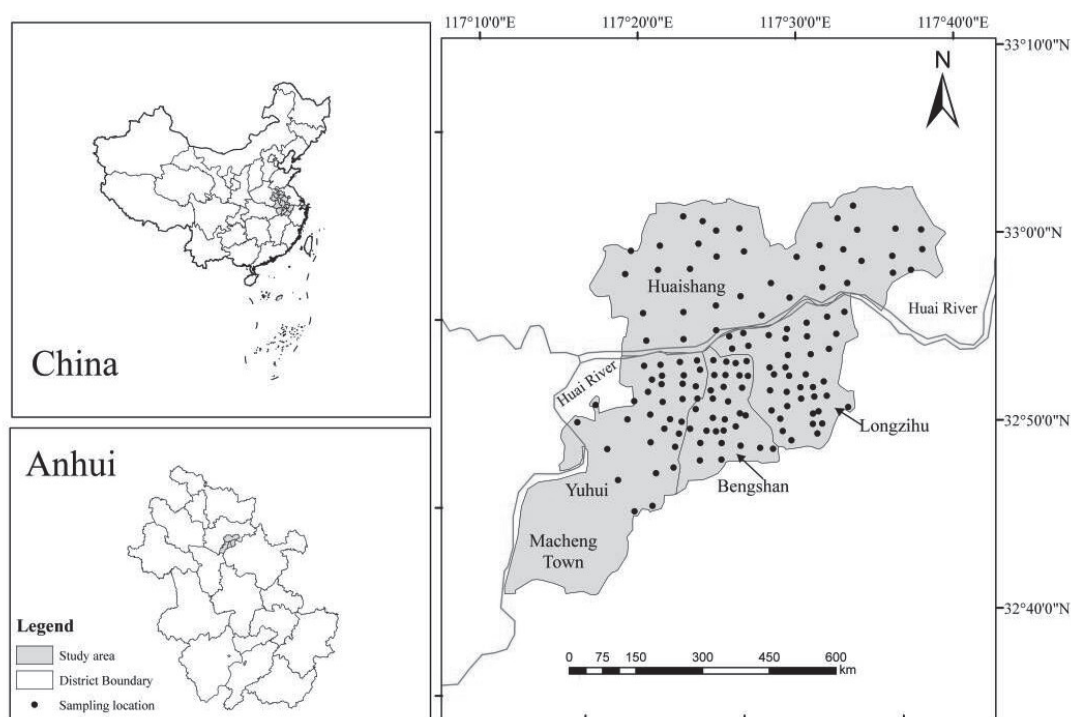 China
Anhui
Legend
Study area
District Boundary
Sampling location
117°10'0"E
117°20'0"E
117°30'0"E
117°40'0"E
33°10'0"N
33°0'0"N
32°50'0"N
32°40'0"N
N
Huaishang
Huai River
Huai River
Longzihu
Bengshan
Yuhui
Macheng
Town
0 75 150 300 450 600
km